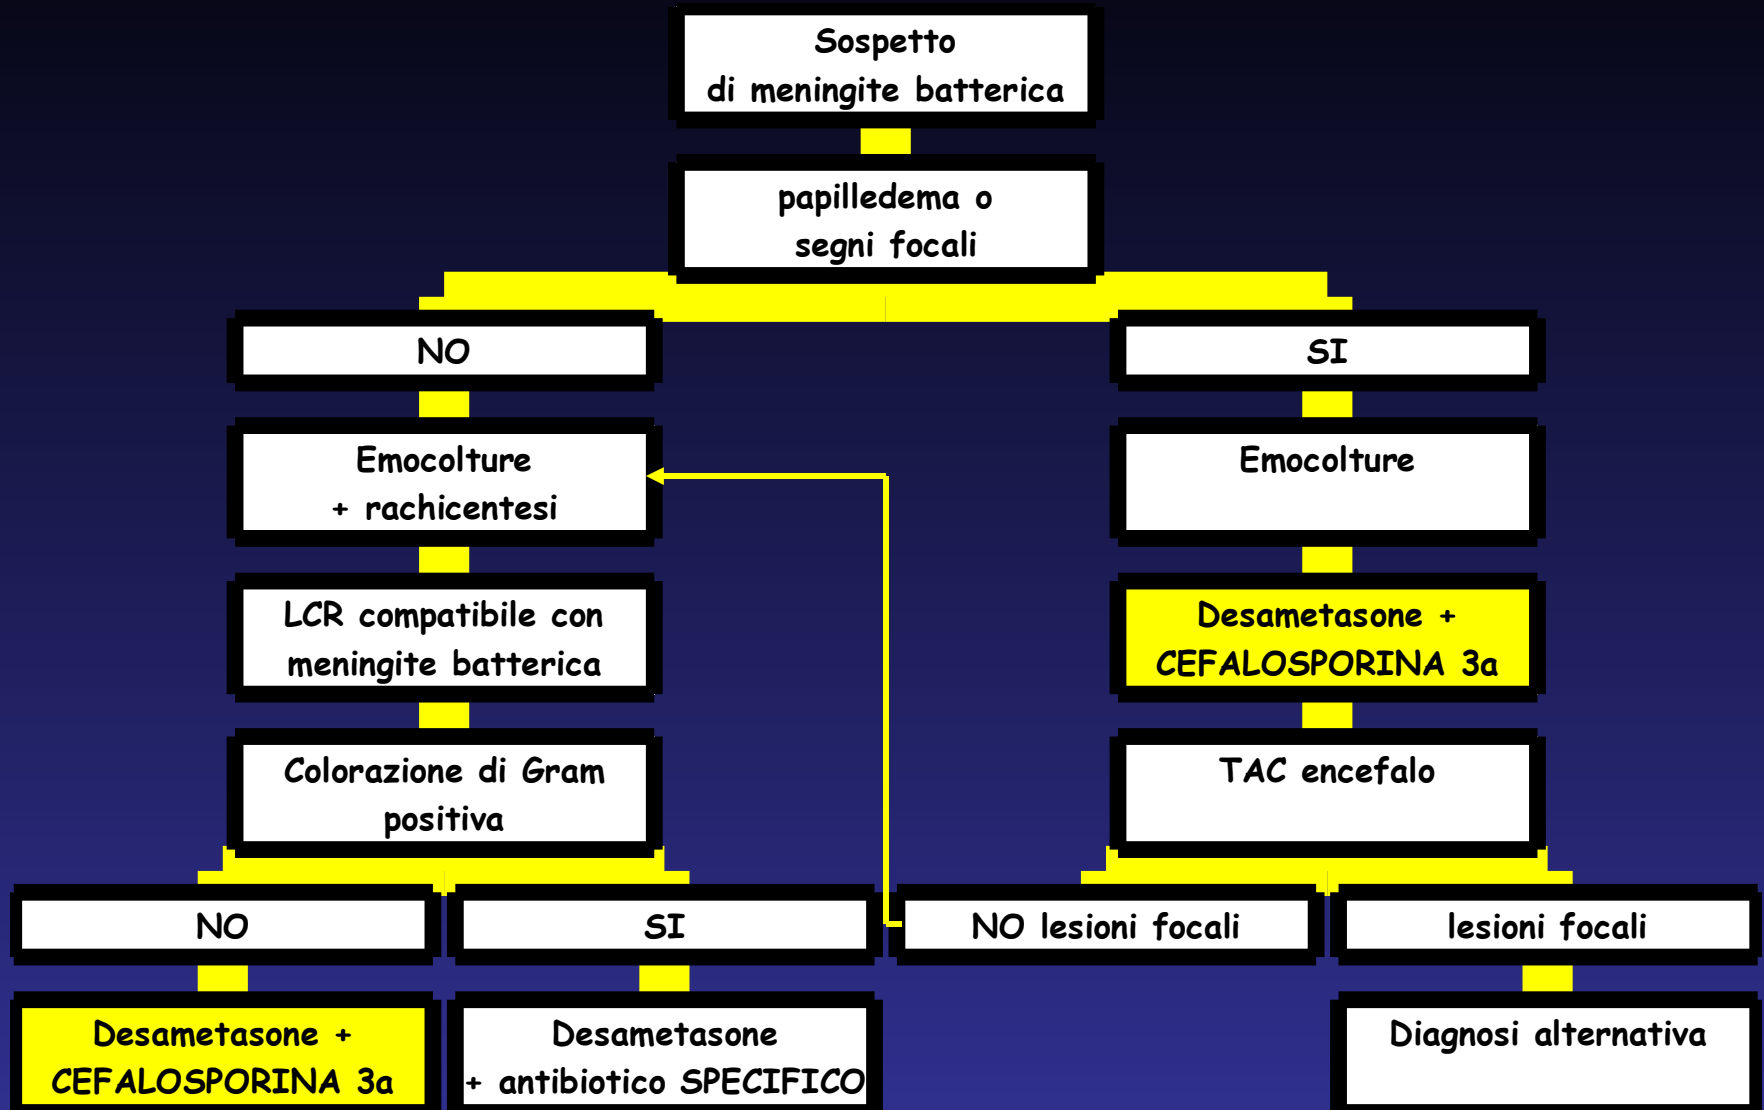 Sospetto
di meningite batterica
papilledema o
segni focali
NO
SI
Emocolture
+ rachicentesi
Emocolture
LCR compatibile con
meningite batterica
Desametasone +
CEFALOSPORINA 3a
Colorazione di Gram
positiva
TAC encefalo
NO
SI
NO lesioni focali
lesioni focali
Desametasone +
CEFALOSPORINA 3a
Desametasone
+ antibiotico SPECIFICO
Diagnosi alternativa